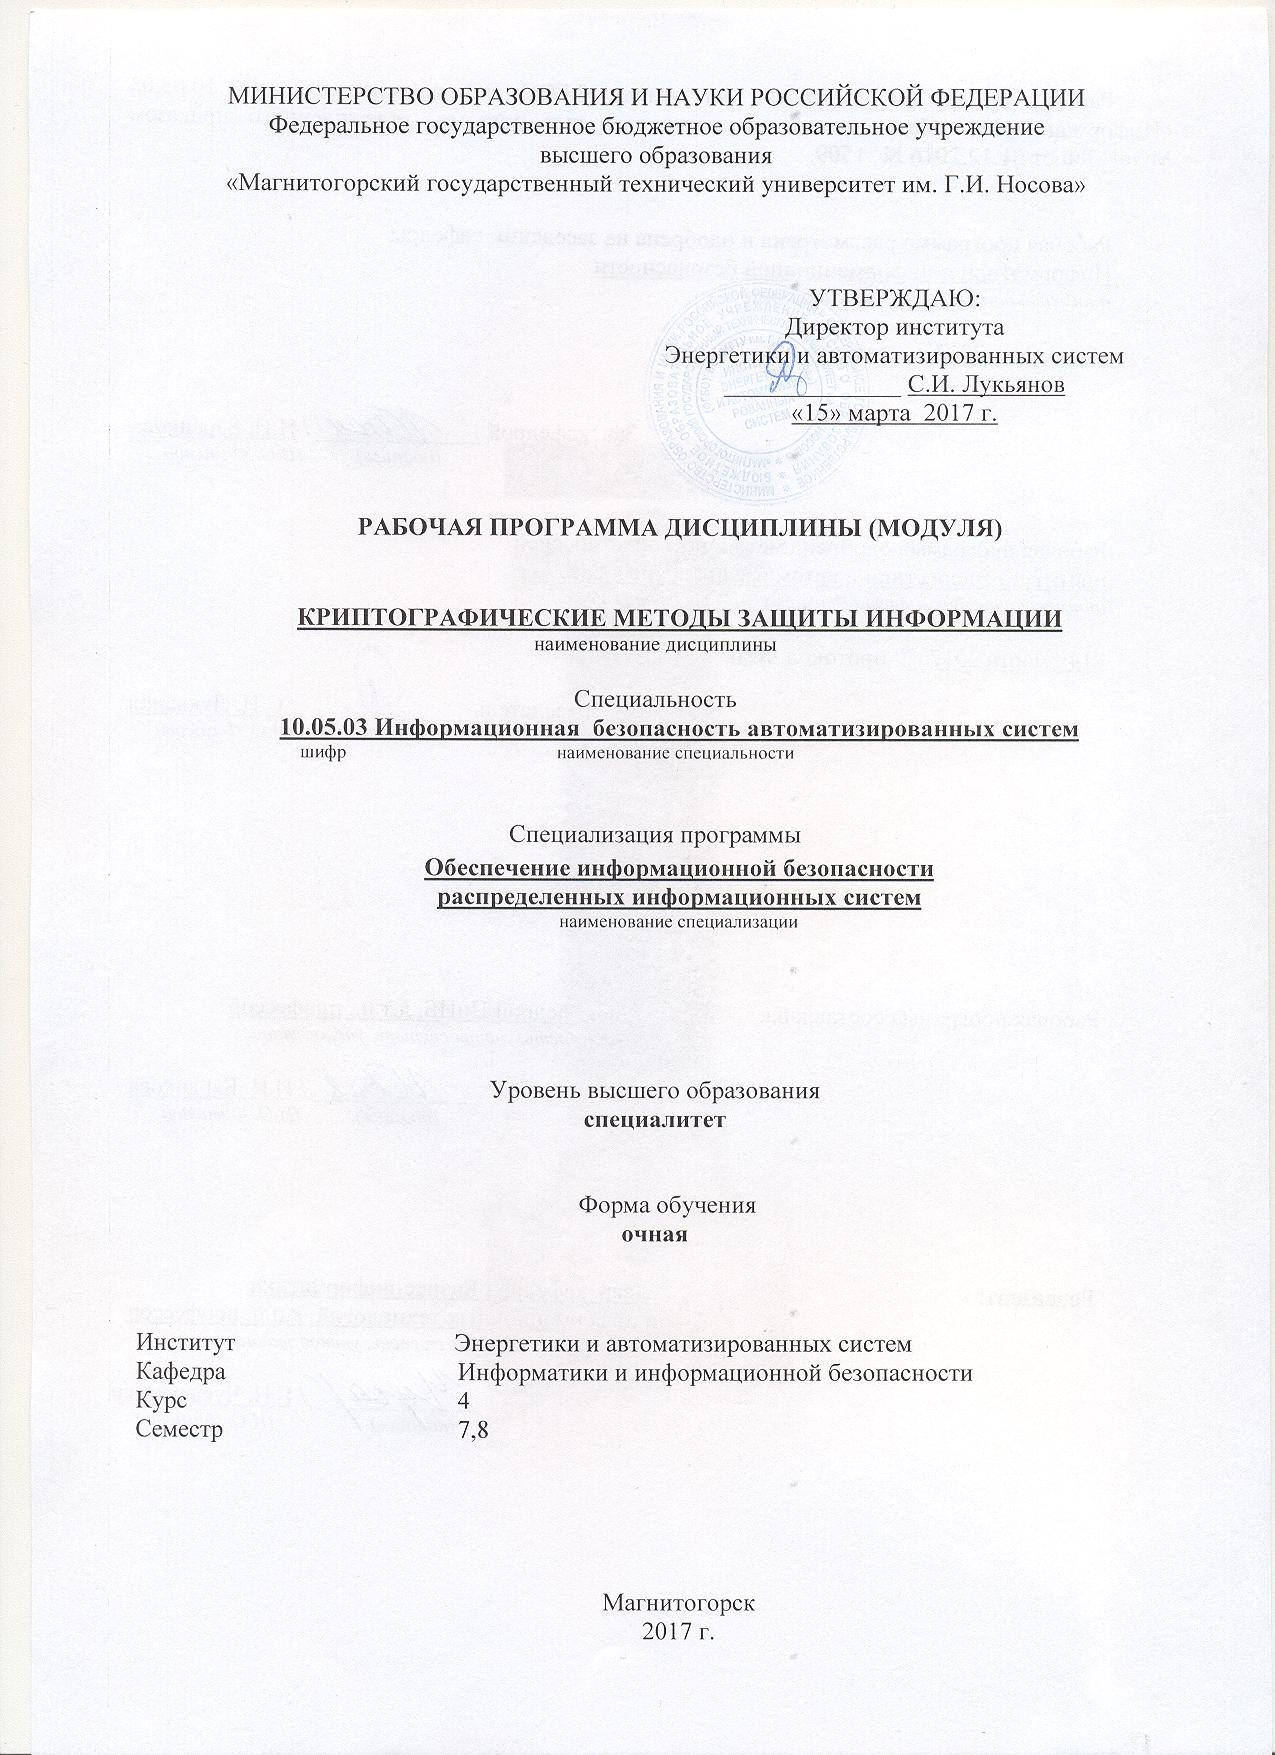 МИНИСТЕРСТВО ОБРАЗОВАНИЯ И НАУКИ РОССИЙСКОЙ ФЕДЕРАЦИИ
Федеральное государственное бюджетное образовательное учреждение
высшего образования
«Магнитогорский государственный технический университет им. Г.И. Носова»
УТВЕРЖДАЮ:
Директор института
Энергетики и автоматизированных систем
С.И. Лукьянов
«15» марта 2017 г.
РАБОЧАЯ ПРОГРАММА ДИСЦИПЛИНЫ (МОДУЛЯ)
КРИПТОГРАФИЧЕСКИЕ МЕТОДЫ ЗАЩИТЫ ИНФОРМАЦИИ
наименование дисциплины
Специальность
10.05.03 Информационная безопасность автоматизированных систем
шифр наименование специальности
Специализация программы
Обеспечение информационной безопасности
распределенных информационных систем
наименование специализации
Уровень высшего образования
специалитет
Форма обучения
очная
Институт Энергетики и автоматизированных систем
Кафедра Информатики и информационной безопасности
Курс 4
Семестр 7,8
Магнитогорск
2017 г.